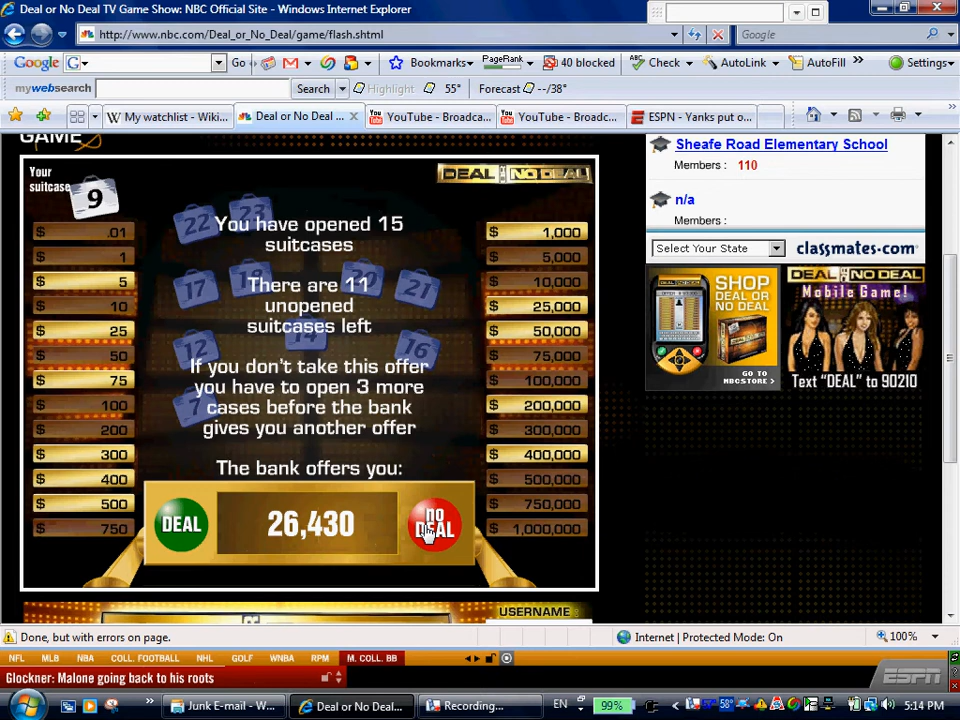 Deal or No Deal TV Game Show: NBC Official Site - Windows Internet Explorer
http://www.nbc.com/Deal_or_No_Deal/game/flash.shtml
Google
Google
G
Go
Bookmarks
PageRank
40 blocked
Check
AutoLink
AutoFill
Settings
mywebsearch
Search
Highlight
55°
Forecast
--/38°
My watchlist - Wiki...
Deal or No Deal ...
YouTube - Broadca...
YouTube - Broadc...
ESPN - Yanks put o...
GAME
Your
suitcase
9
DEAL NO DEAL
22
23
You have opened 15
suitcases
17
20
21
There are 11
unopened
suitcases left
12
14
16
If you don't take this offer
you have to open 3 more
7
cases before the bank
gives you another offer
The bank offers you:
DEAL
26,430
NO
DEAL
$ .01
$ 1
$ 5
$ 10
$ 25
$ 50
$ 75
$ 100
$ 200
$ 300
$ 400
$ 500
$ 750
$ 1,000
$ 5,000
$ 10,000
$ 25,000
$ 50,000
$ 75,000
$ 100,000
$ 200,000
$ 300,000
$ 400,000
$ 500,000
$ 750,000
$ 1,000,000
USERNAME
Sheafe Road Elementary School
Members : 110
n/a
Members :
Select Your State
classmates.com
SHOP
DEAL OR
NO DEAL
GO TO
NBCSTORE >
DEAL NO DEAL
Mobile Game!
Text "DEAL" to 90210
Done, but with errors on page.
Internet | Protected Mode: On
100%
NFL
MLB
NBA
COLL. FOOTBALL
NHL
GOLF
WNBA
RPM
M. COLL. BB
Glockner: Malone going back to his roots
ESPN
Junk E-mail - W...
Deal or No Deal...
Recording...
EN
99%
58°
5:14 PM